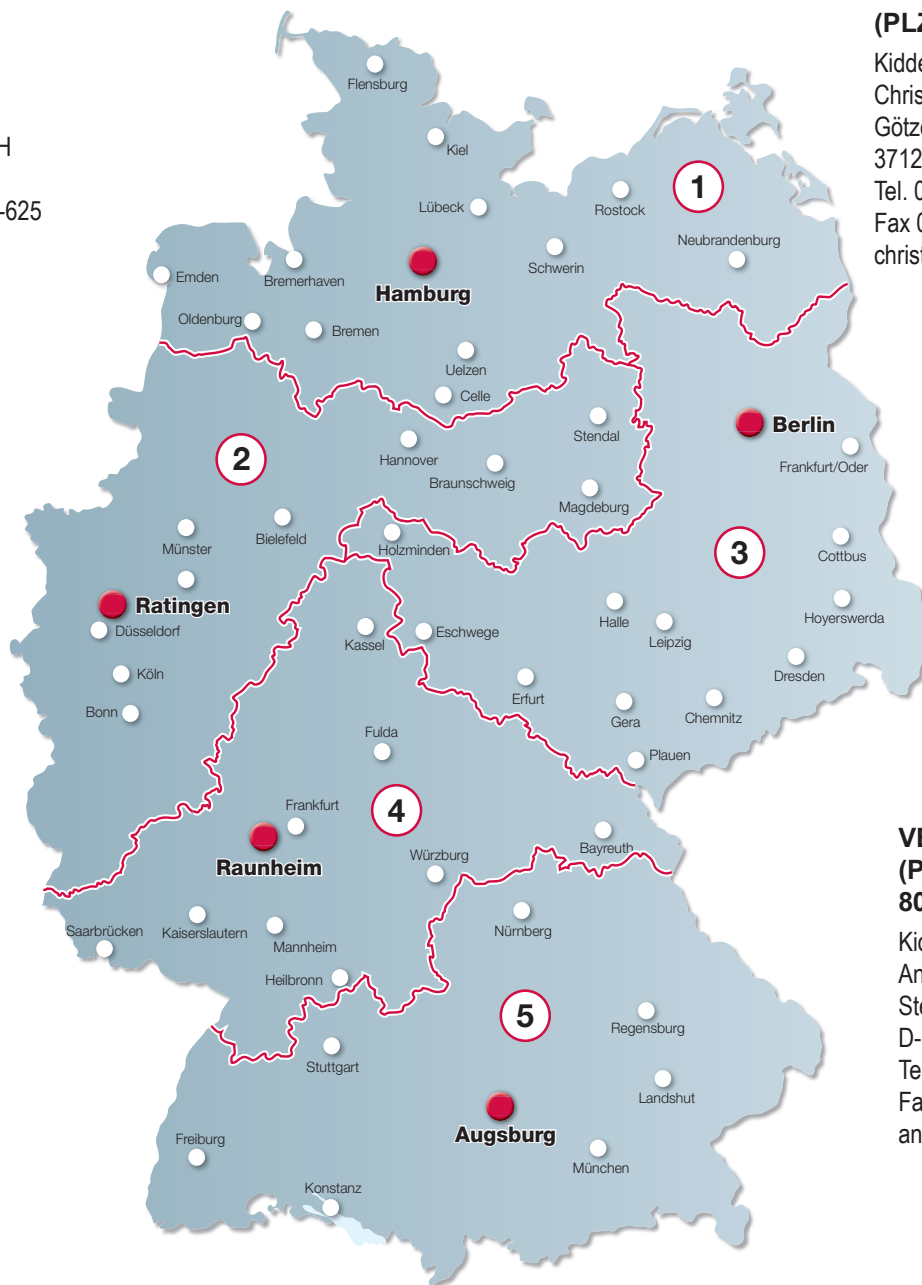 (PLZ
Kidde
Chris
Götze
3712
Tel. 0
Fax 0
christ
H
-625
Flensburg
Kiel
Lübeck
Rostock
1
Neubrandenburg
Schwerin
Emden
Bremerhaven
Hamburg
Oldenburg
Bremen
Uelzen
Celle
Stendal
Berlin
2
Hannover
Frankfurt/Oder
Braunschweig
Magdeburg
Münster
Bielefeld
Holzminden
3
Cottbus
Ratingen
Düsseldorf
Kassel
Eschwege
Halle
Leipzig
Hoyerswerda
Köln
Erfurt
Dresden
Bonn
Gera
Chemnitz
Fulda
Plauen
Frankfurt
4
Raunheim
Würzburg
Bayreuth
Saarbrücken
Kaiserslautern
Mannheim
Nürnberg
Heilbronn
5
Regensburg
Stuttgart
Landshut
Augsburg
Freiburg
München
Konstanz
VE
(P
80
Kid
An
Ste
D-
Te
Fa
an